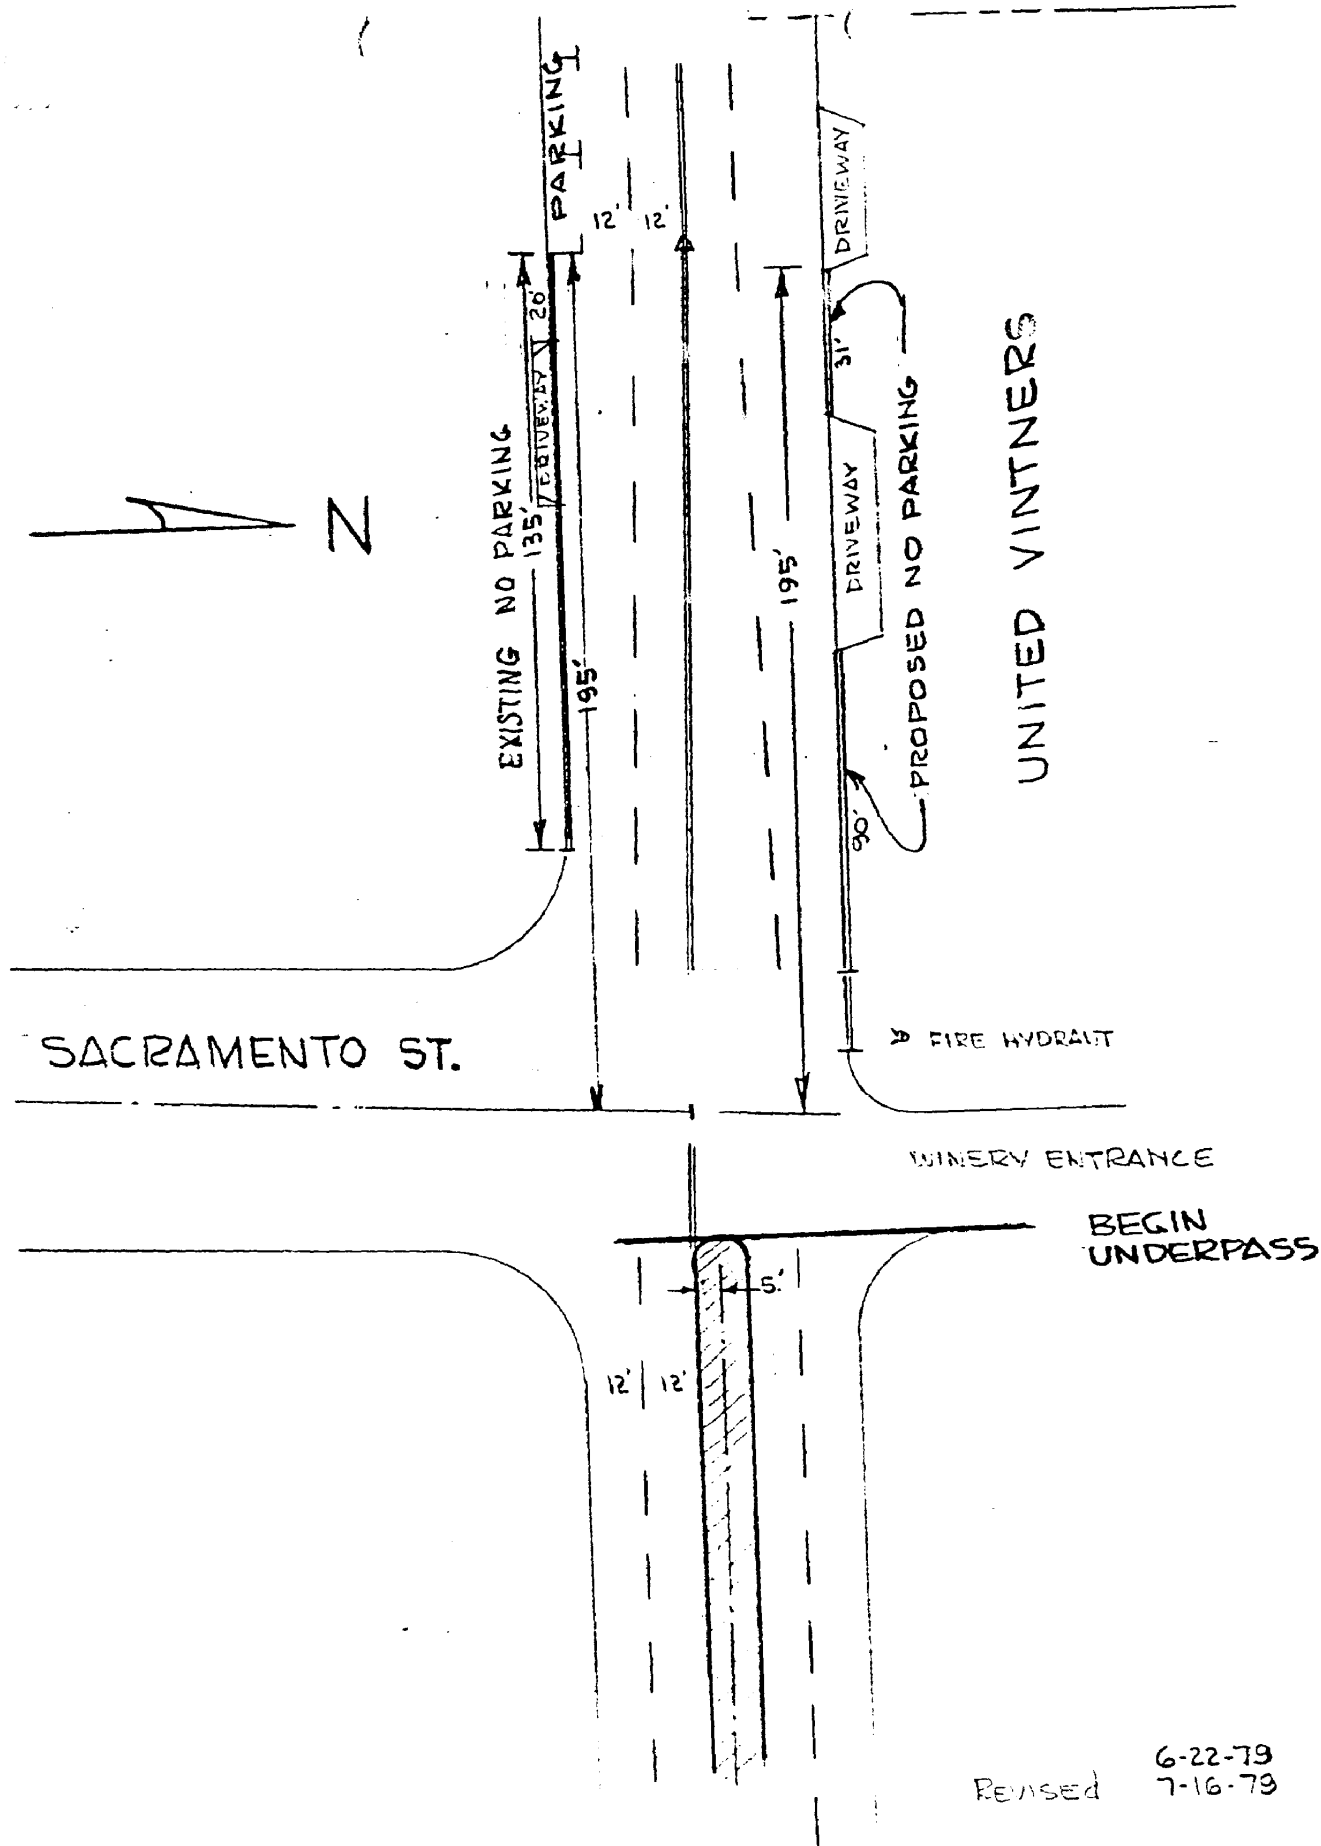 PARKING
DRIVEWAY
12' 12'
20'
DRIVEWAY
31'
EXISTING NO PARKING
135'
N
195'
195'
DRIVEWAY
PROPOSED NO PARKING
UNITED VINTNERS
90'
SACRAMENTO ST.
FIRE HYDRANT
WINERY ENTRANCE
BEGIN
UNDERPASS
5'
12' 12'
6-22-79
REVISED 7-16-79